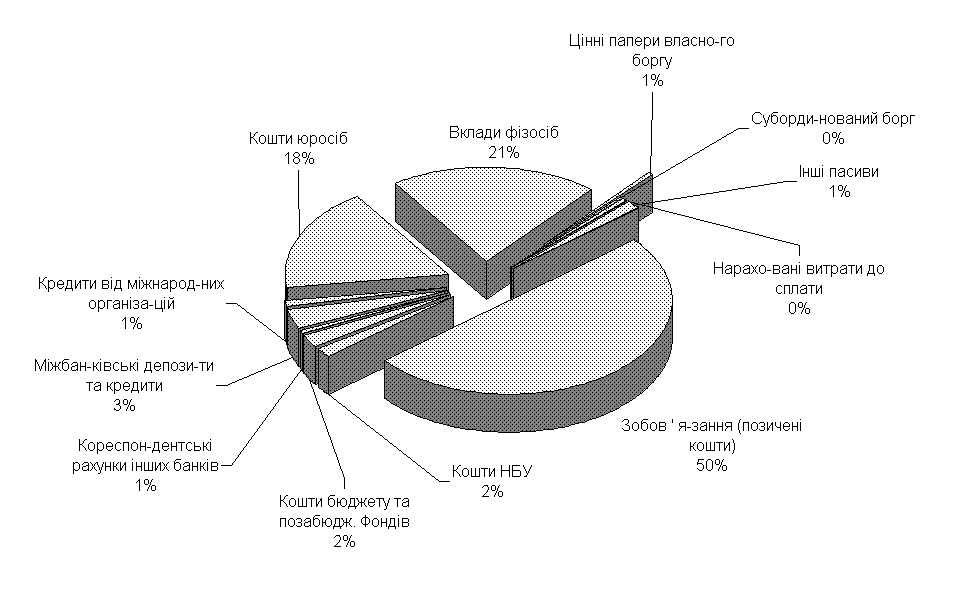 Цінні папери власно-го
боргу
1%
Суборди-нований борг
0%
Вклади фізосіб
21%
Кошти юросіб
18%
Інші пасиви
1%
Нарахо-вані витрати до
сплати
0%
Кредити від міжнарод-них
організа-цій
1%
Міжбан-ківські депози-ти
та кредити
3%
Зобов ' я-зання (позичені
кошти)
50%
Кореспон-дентські
рахунки інших банків
1%
Кошти НБУ
2%
Кошти бюджету та
позабюдж. Фондів
2%